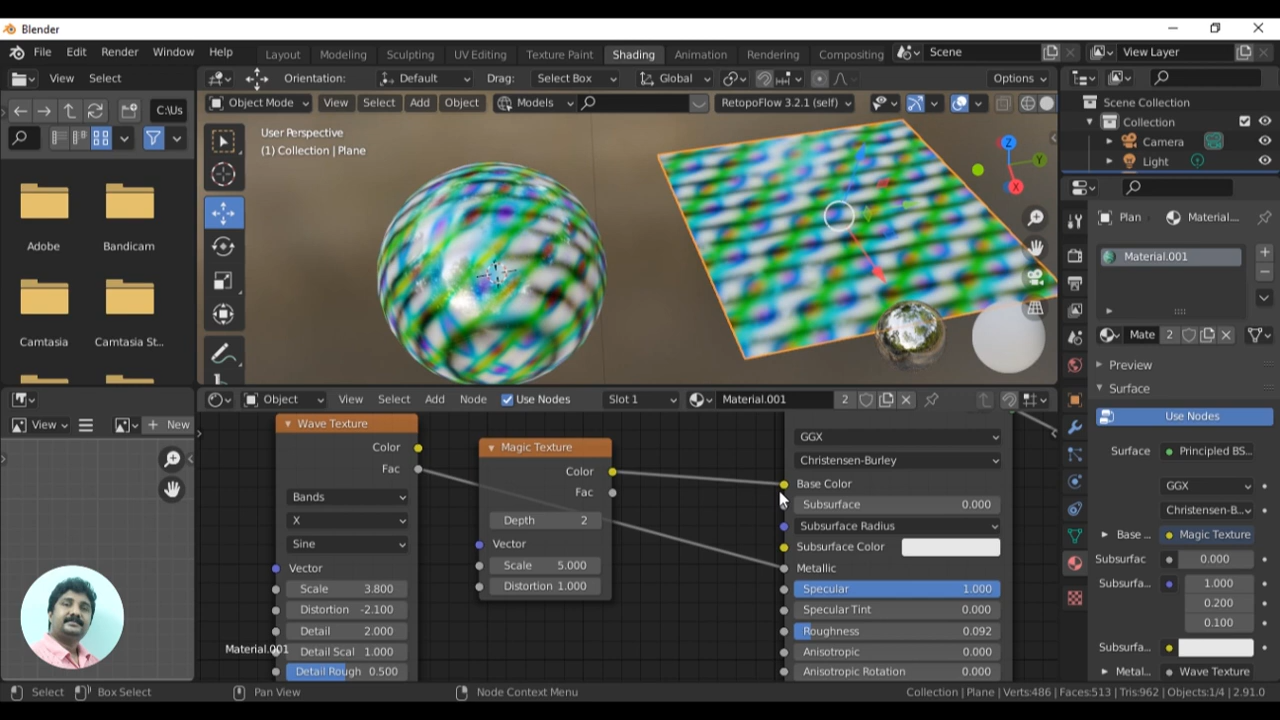 Blender
File Edit Render Window Help
Layout Modeling Sculpting UV Editing Texture Paint Shading Animation Rendering Compositing
Scene
View Layer
View Select
Orientation: Default Drag: Select Box Global Options
C:\Us
Object Mode View Select Add Object Models RetopoFlow 3.2.1 (self)
Scene Collection
Collection
Camera
Light
User Perspective
(1) Collection | Plane
Z
Y
X
Adobe
Bandicam
Camtasia
Camtasia St...
Plan Material...
Material.001
Mate 2
Preview
Surface
Use Nodes
Surface Principled BS...
GGX
Christensen-B...
Base ... Magic Texture
Subsurfac 0.000
Subsurfa... 1.000
0.200
0.100
Subsurfa...
Metal... Wave Texture
View New
Object View Select Add Node Use Nodes Slot 1 Material.001 2
Wave Texture
Color
Fac
Bands
X
Sine
Vector
Scale 3.800
Distortion -2.100
Detail 2.000
Detail Scal 1.000
Detail Rough 0.500
Material.001
Magic Texture
Color
Fac
Depth 2
Vector
Scale 5.000
Distortion 1.000
GGX
Christensen-Burley
Base Color
Subsurface 0.000
Subsurface Radius
Subsurface Color
Metallic
Specular 1.000
Specular Tint 0.000
Roughness 0.092
Anisotropic 0.000
Anisotropic Rotation 0.000
Select Box Select Pan View Node Context Menu
Collection | Plane | Verts:486 | Faces:513 | Tris:962 | Objects:1/4 | 2.91.0